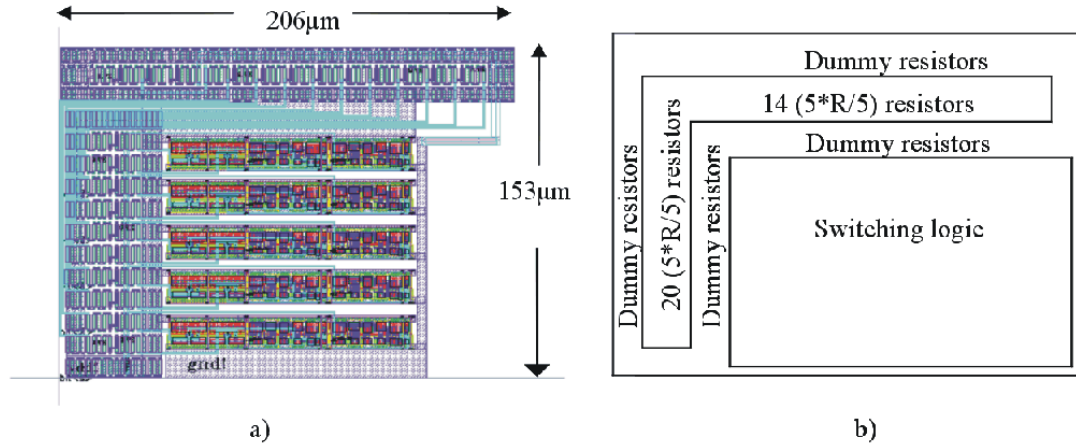 206µm
153µm
gnd!
a)
Dummy resistors
14 (5*R/5) resistors
Dummy resistors
Dummy resistors
20 (5*R/5) resistors
Dummy resistors
Switching logic
b)